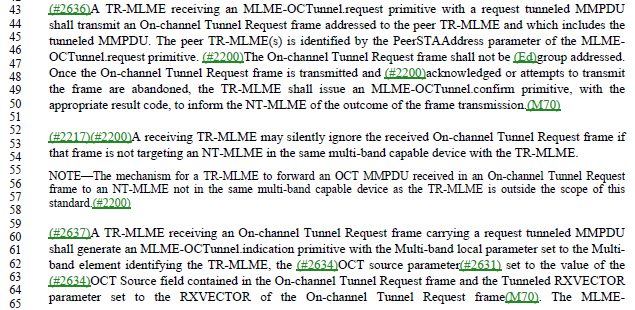 43 (#2636)A TR-MLME receiving an MLME-OCTunnel.request primitive with a request tunneled MMPDU
44 shall transmit an On-channel Tunnel Request frame addressed to the peer TR-MLME and which includes the
45 tunneled MMPDU. The peer TR-MLME(s) is identified by the PeerSTAAddress parameter of the MLME-
46
47 OCTunnel.request primitive. (#2200)The On-channel Tunnel Request frame shall not be (Ed)group addressed.
48 Once the On-channel Tunnel Request frame is transmitted and (#2200)acknowledged or attempts to transmit
49 the frame are abandoned, the TR-MLME shall issue an MLME-OCTunnel.confirm primitive, with the
50 appropriate result code, to inform the NT-MLME of the outcome of the frame transmission.(M70)
51
52
53 (#2217)(#2200)A receiving TR-MLME may silently ignore the received On-channel Tunnel Request frame if
54 that frame is not targeting an NT-MLME in the same multi-band capable device with the TR-MLME.
55
56 NOTE—The mechanism for a TR-MLME to forward an OCT MMPDU received in an On-channel Tunnel Request
57 frame to an NT-MLME not in the same multi-band capable device as the TR-MLME is outside the scope of this
58 standard.(#2200)
59
60 (#2637)A TR-MLME receiving an On-channel Tunnel Request frame carrying a request tunneled MMPDU
61 shall generate an MLME-OCTunnel.indication primitive with the Multi-band local parameter set to the Multi-
62 band element identifying the TR-MLME, the (#2634)OCT source parameter(#2631) set to the value of the
63 (#2634)OCT Source field contained in the On-channel Tunnel Request frame and the Tunneled RXVECTOR
64
65 parameter set to the RXVECTOR of the On-channel Tunnel Request frame(M70). The MLME-